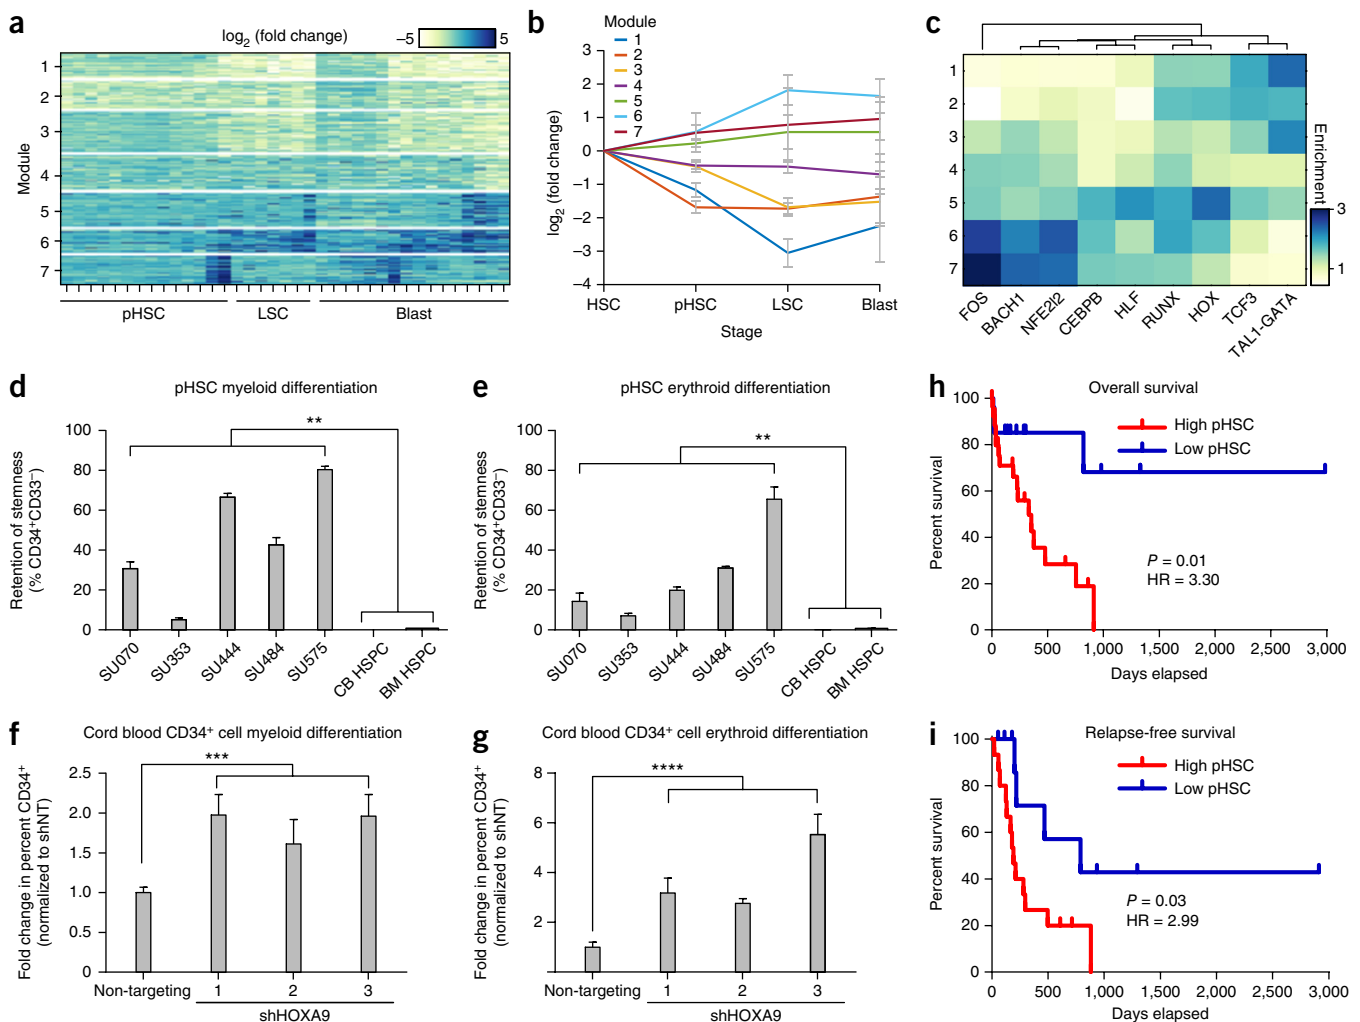 a
log2 (fold change)
–5
5
Module
1
2
3
4
5
6
7
pHSC
LSC
Blast
b
Module
1
2
3
4
5
6
7
log2 (fold change)
3
2
1
0
–1
–2
–3
–4
HSC
pHSC
LSC
Blast
Stage
c
1
2
3
4
5
6
7
FOS
BACH1
NFE2l2
CEBPB
HLF
RUNX
HOX
TCF3
TAL1-GATA
Enrichment
3
1
d
pHSC myeloid differentiation
Retention of stemness
(% CD34+CD33–)
100
80
60
40
20
0
**
SU070
SU353
SU444
SU484
SU575
CB HSPC
BM HSPC
e
pHSC erythroid differentiation
Retention of stemness
(% CD34+CD33–)
100
80
60
40
20
0
**
SU070
SU353
SU444
SU484
SU575
CB HSPC
BM HSPC
h
Overall survival
High pHSC
Low pHSC
Percent survival
100
80
60
40
20
0
P = 0.01
HR = 3.30
0
500
1,000
1,500
2,000
2,500
3,000
Days elapsed
f
Cord blood CD34+ cell myeloid differentiation
Fold change in percent CD34+
(normalized to shNT)
2.5
2.0
1.5
1.0
0.5
0
***
Non-targeting
1
2
3
shHOXA9
g
Cord blood CD34+ cell erythroid differentiation
Fold change in percent CD34+
(normalized to shNT)
8
6
4
2
****
Non-targeting
1
2
3
shHOXA9
i
Relapse-free survival
High pHSC
Low pHSC
Percent survival
100
80
60
40
20
0
P = 0.03
HR = 2.99
0
500
1,000
1,500
2,000
2,500
3,000
Days elapsed